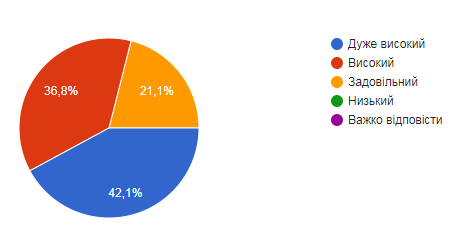 36,8%
21,1%
42,1%
Дуже високий
Високий
Задовільний
Низький
Важко відповісти